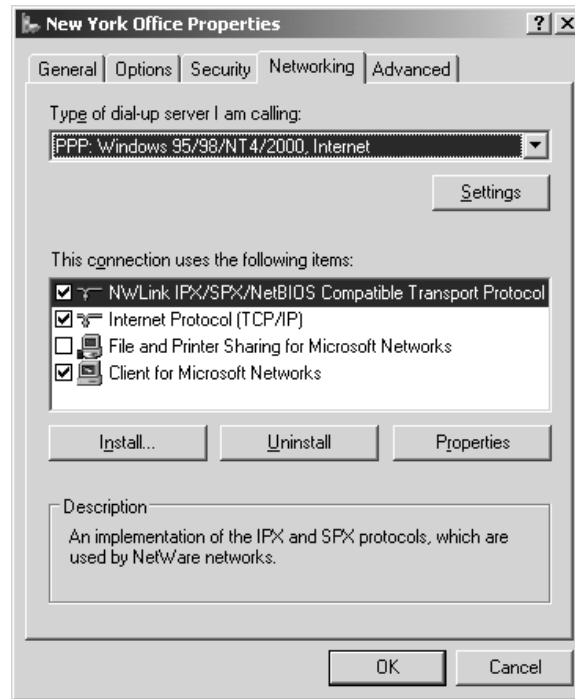 New York Office Properties
General
Options
Security
Networking
Advanced
Type of dial-up server I am calling:
PPP: Windows 95/98/NT4/2000, Internet
Settings
This connection uses the following items:
NWLink IPX/SPX/NetBIOS Compatible Transport Protocol
Internet Protocol (TCP/IP)
File and Printer Sharing for Microsoft Networks
Client for Microsoft Networks
Install...
Uninstall
Properties
Description
An implementation of the IPX and SPX protocols, which are
used by NetWare networks.
OK
Cancel